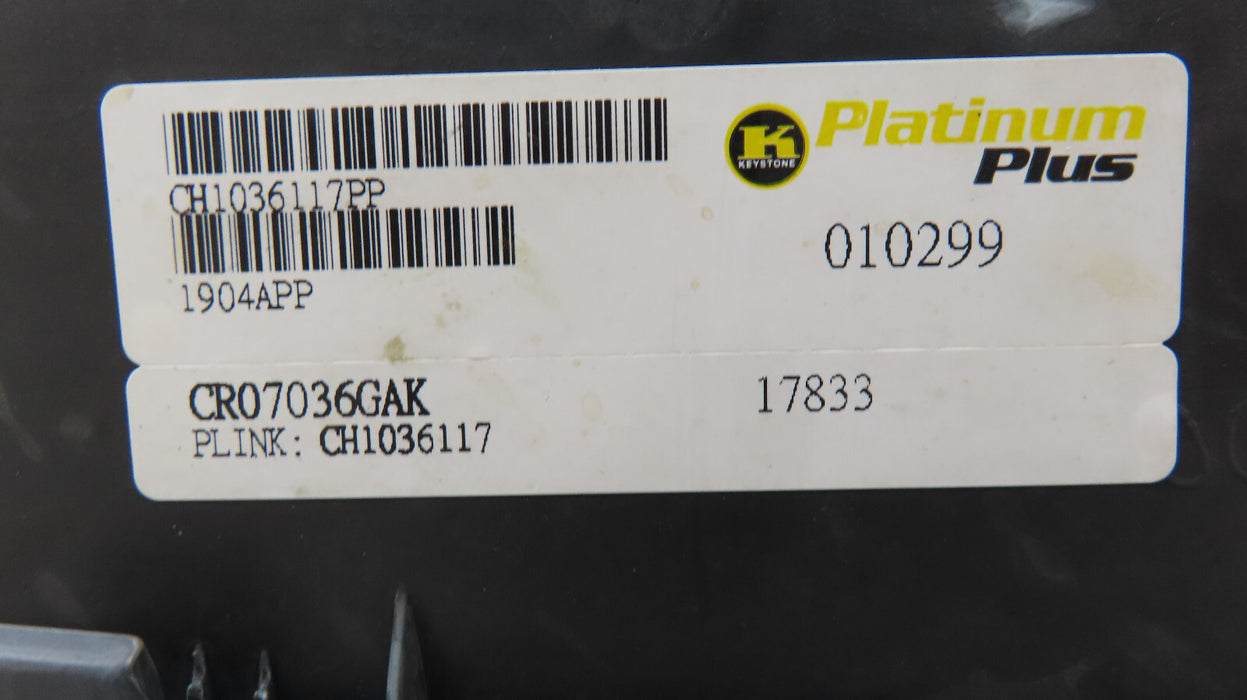 CH1036117PP
1904APP
K
KEYSTONE
Platinum
Plus
010299
CR07036GAK
17833
PLINK: CH1036117